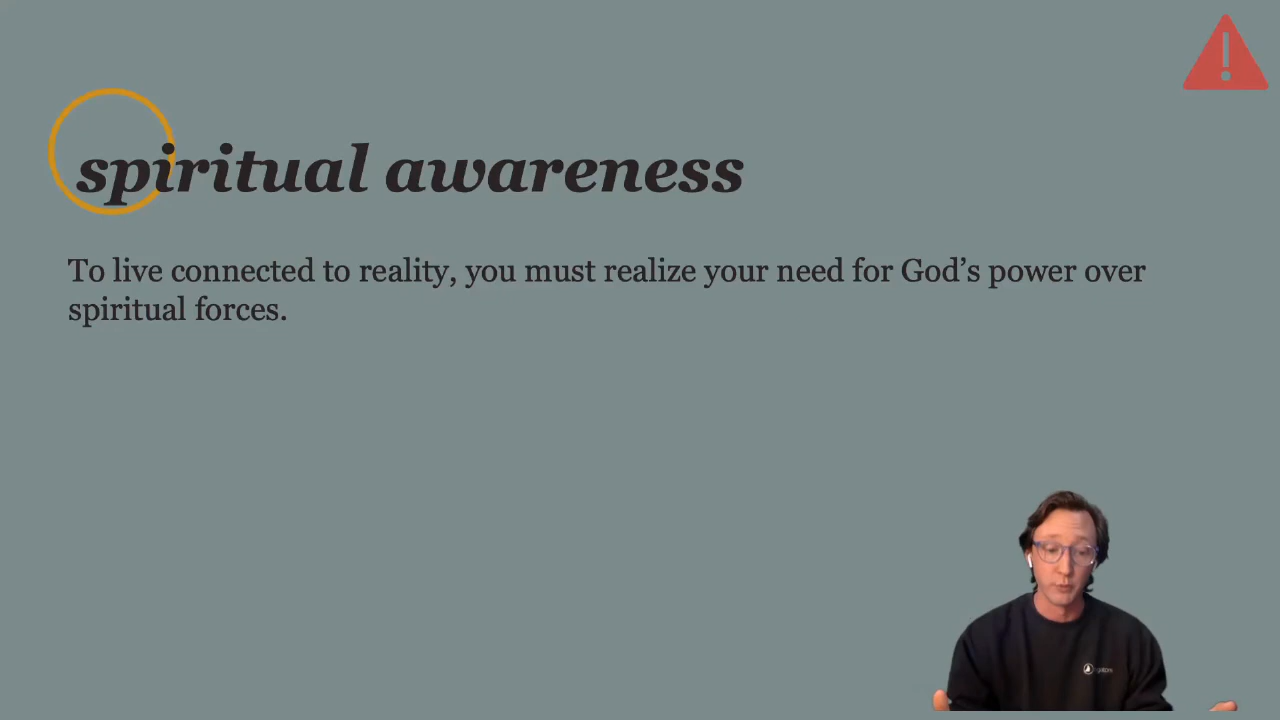 spiritual awareness
To live connected to reality, you must realize your need for God’s power over
spiritual forces.